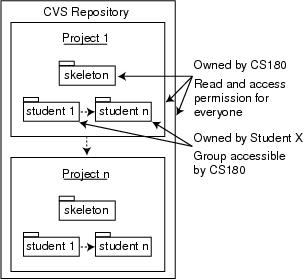 CVS Repository
Project 1
skeleton
student 1
student n
Owned by CS180
Read and access
permission for
everyone
Owned by Student X
Group accessible
by CS180
Project n
skeleton
student 1
student n